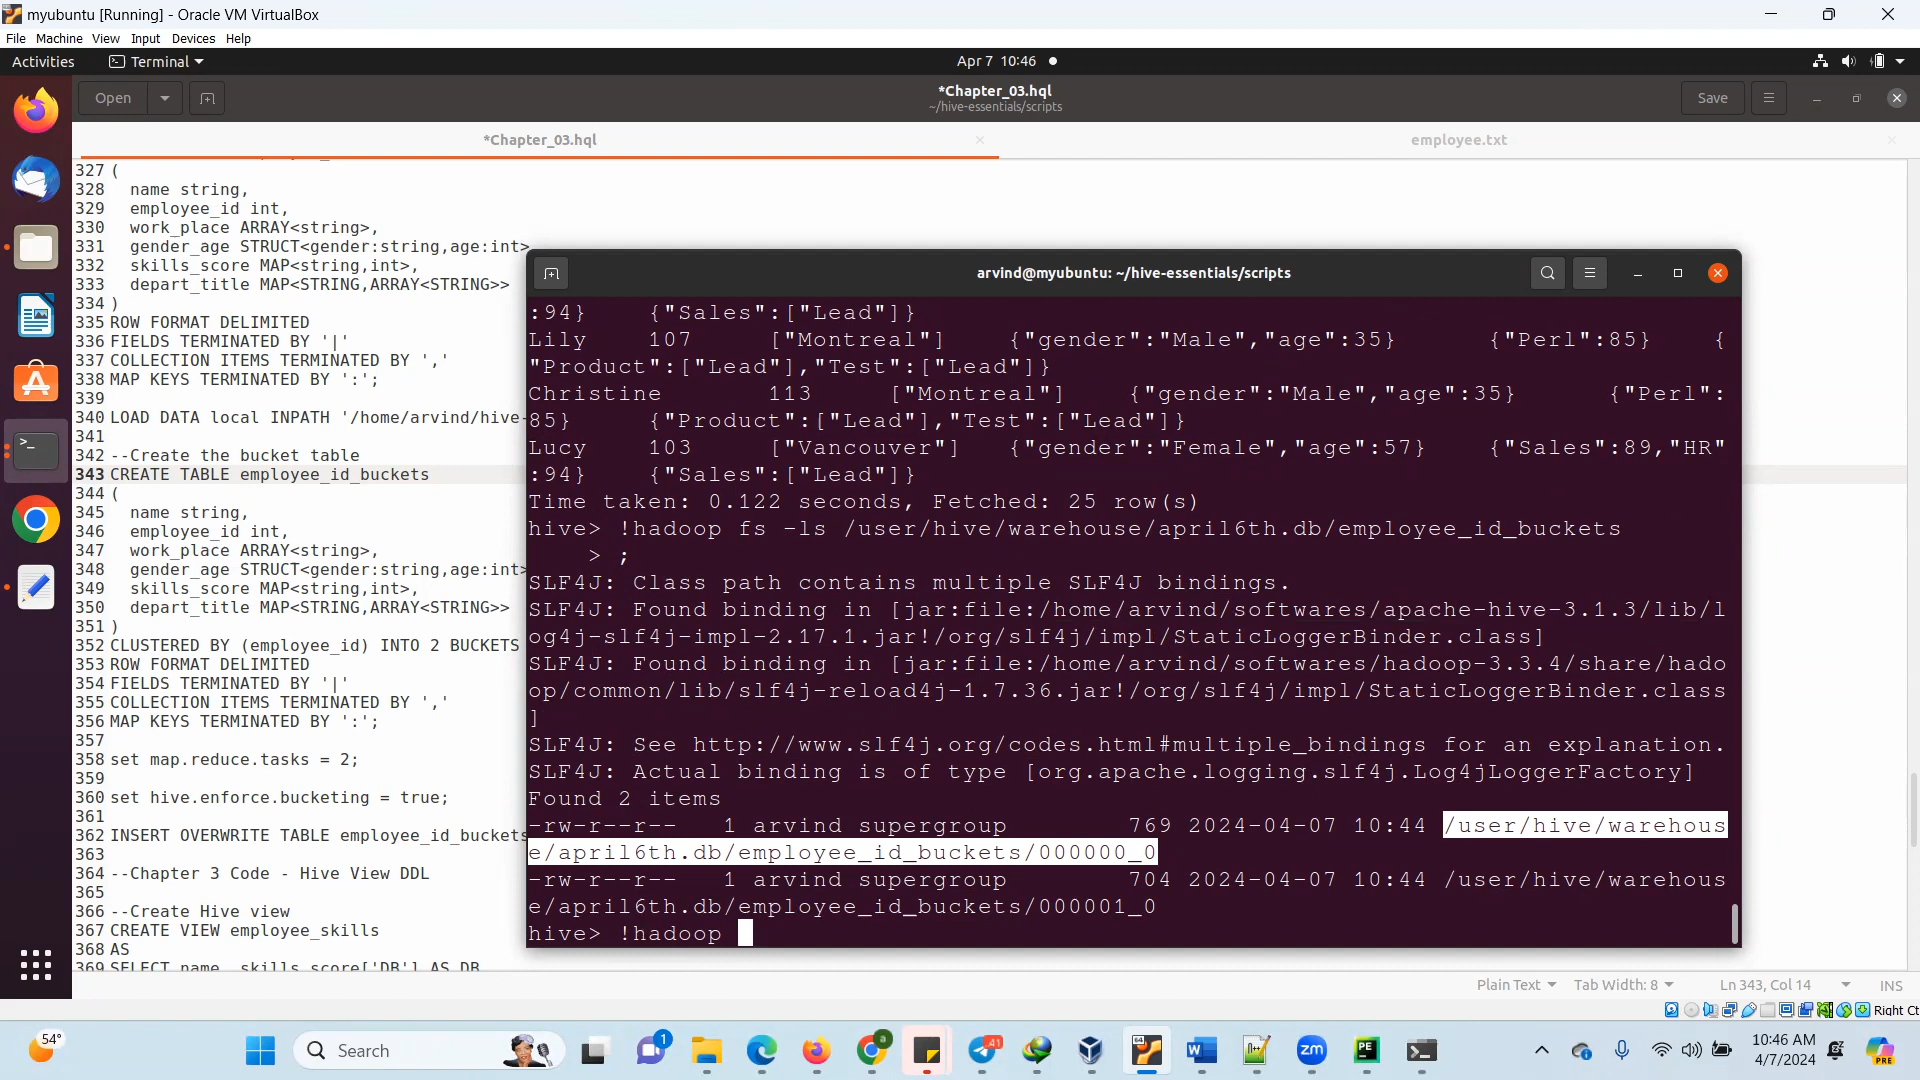 myubuntu [Running] - Oracle VM VirtualBox
File Machine View Input Devices Help
Activities Terminal Apr 7 10:46
Open *Chapter_03.hql Save
~/hive-essentials/scripts
*Chapter_03.hql employee.txt
327 (
328 name string,
329 employee_id int,
330 work_place ARRAY<string>,
331 gender_age STRUCT<gender:string,age:int>
332 skills_score MAP<string,int>,
333 depart_title MAP<STRING,ARRAY<STRING>>
334 )
335 ROW FORMAT DELIMITED
336 FIELDS TERMINATED BY '|'
337 COLLECTION ITEMS TERMINATED BY ','
338 MAP KEYS TERMINATED BY ':';
339
340 LOAD DATA local INPATH '/home/arvind/hive-
341
342 --Create the bucket table
343 CREATE TABLE employee_id_buckets
344 (
345 name string,
346 employee_id int,
347 work_place ARRAY<string>,
348 gender_age STRUCT<gender:string,age:int>
349 skills_score MAP<string,int>,
350 depart_title MAP<STRING,ARRAY<STRING>>
351 )
352 CLUSTERED BY (employee_id) INTO 2 BUCKETS
353 ROW FORMAT DELIMITED
354 FIELDS TERMINATED BY '|'
355 COLLECTION ITEMS TERMINATED BY ','
356 MAP KEYS TERMINATED BY ':';
357
358 set map.reduce.tasks = 2;
359
360 set hive.enforce.bucketing = true;
361
362 INSERT OVERWRITE TABLE employee_id_buckets
363
364 --Chapter 3 Code - Hive View DDL
365
366 --Create Hive view
367 CREATE VIEW employee_skills
368 AS
369 SELECT name, skills_score['DB'] AS DB
arvind@myubuntu: ~/hive-essentials/scripts
:94} {"Sales":["Lead"]}
Lily 107 ["Montreal"] {"gender":"Male","age":35} {"Perl":85} {
"Product":["Lead"],"Test":["Lead"]}
Christine 113 ["Montreal"] {"gender":"Male","age":35} {"Perl":
85} {"Product":["Lead"],"Test":["Lead"]}
Lucy 103 ["Vancouver"] {"gender":"Female","age":57} {"Sales":89,"HR"
:94} {"Sales":["Lead"]}
Time taken: 0.122 seconds, Fetched: 25 row(s)
hive> !hadoop fs -ls /user/hive/warehouse/april6th.db/employee_id_buckets
> ;
SLF4J: Class path contains multiple SLF4J bindings.
SLF4J: Found binding in [jar:file:/home/arvind/softwares/apache-hive-3.1.3/lib/l
og4j-slf4j-impl-2.17.1.jar!/org/slf4j/impl/StaticLoggerBinder.class]
SLF4J: Found binding in [jar:file:/home/arvind/softwares/hadoop-3.3.4/share/hado
op/common/lib/slf4j-reload4j-1.7.36.jar!/org/slf4j/impl/StaticLoggerBinder.class
]
SLF4J: See http://www.slf4j.org/codes.html#multiple_bindings for an explanation.
SLF4J: Actual binding is of type [org.apache.logging.slf4j.Log4jLoggerFactory]
Found 2 items
-rw-r--r-- 1 arvind supergroup 769 2024-04-07 10:44 /user/hive/warehous
e/april6th.db/employee_id_buckets/000000_0
-rw-r--r-- 1 arvind supergroup 704 2024-04-07 10:44 /user/hive/warehous
e/april6th.db/employee_id_buckets/000001_0
hive> !hadoop
Plain Text Tab Width: 8 Ln 343, Col 14 INS
Right Ct
54° Search 1 a 41 64 W zm PE 10:46 AM PRE
4/7/2024